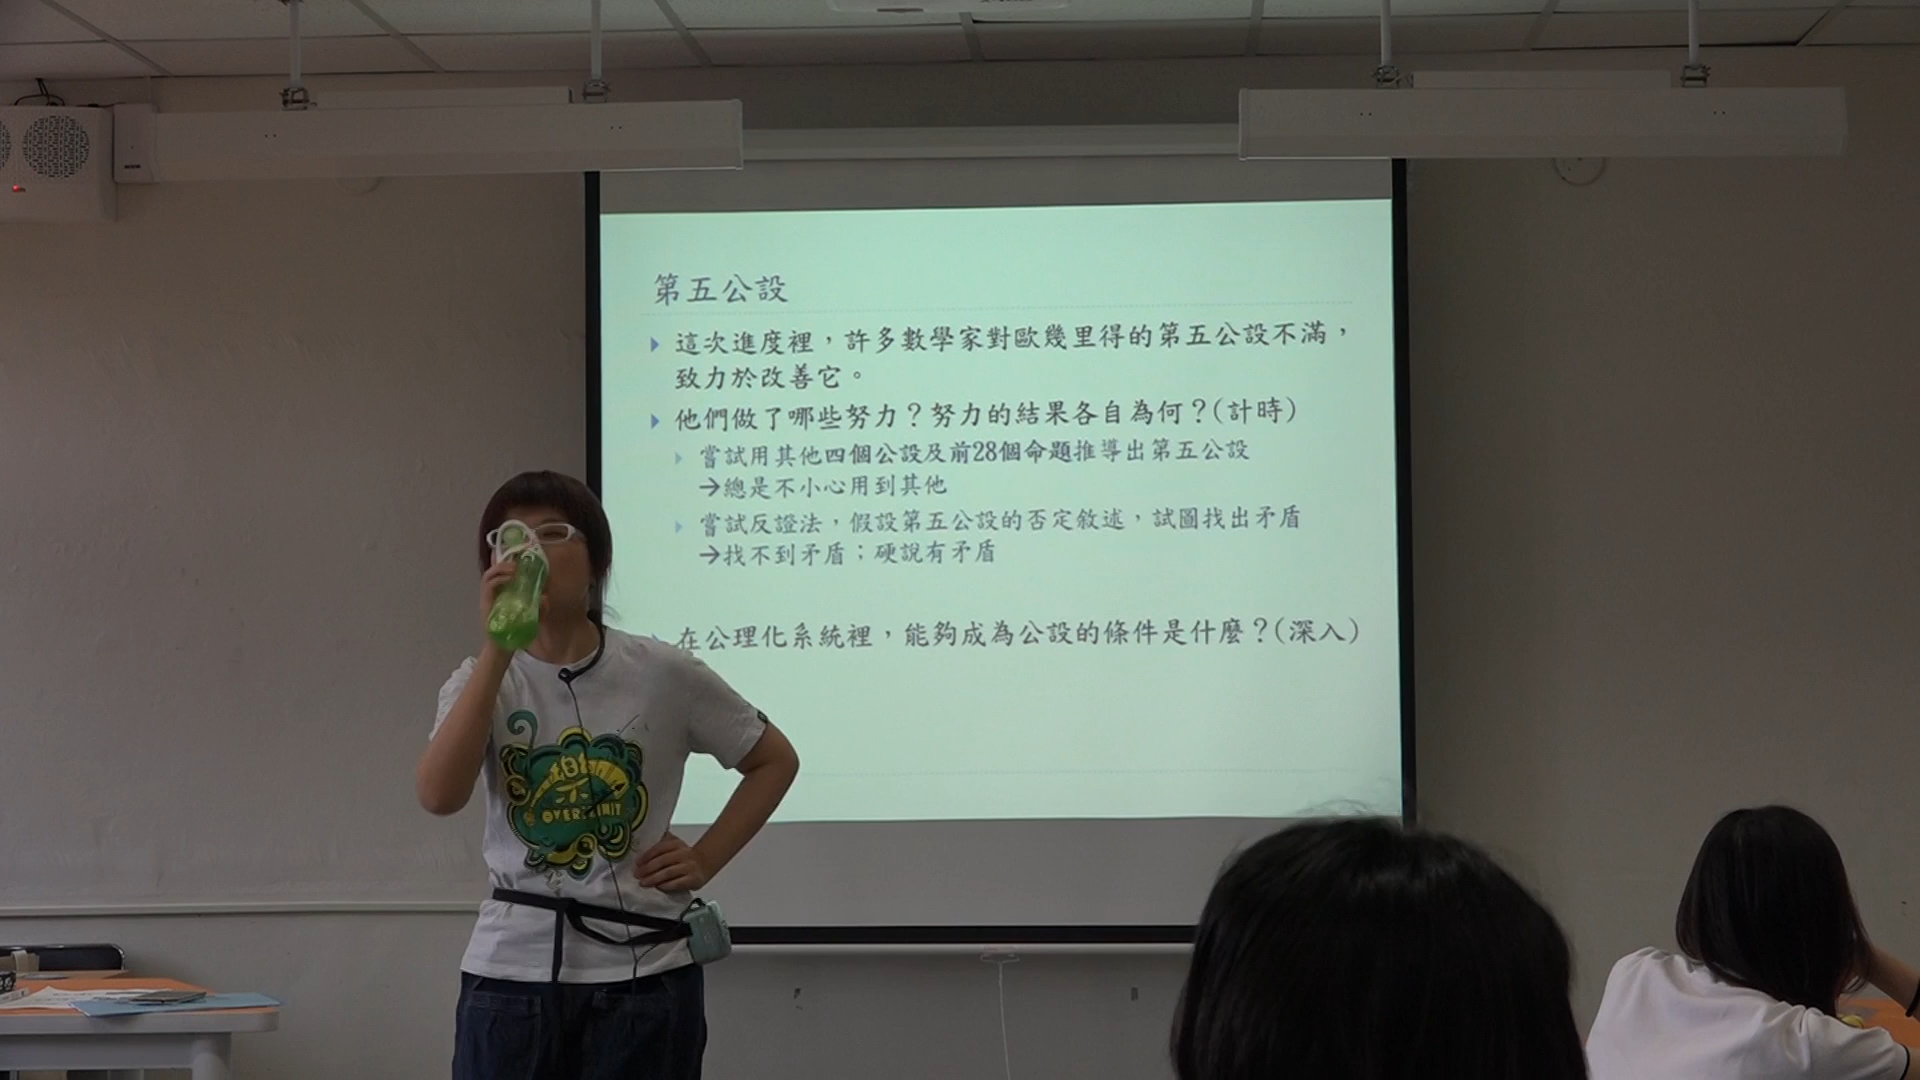 第五公設
這次進度裡，許多數學家對歐幾里得的第五公設不滿，
致力於改善它。
他們做了哪些努力？努力的結果各自為何？(計時)
嘗試用其他四個公設及前28個命題推導出第五公設
→總是不小心用到其他
嘗試反證法，假設第五公設的否定敘述，試圖找出矛盾
→找不到矛盾；硬說有矛盾
在公理化系統裡，能夠成為公設的條件是什麼？(深入)
樂
OVER LIMIT